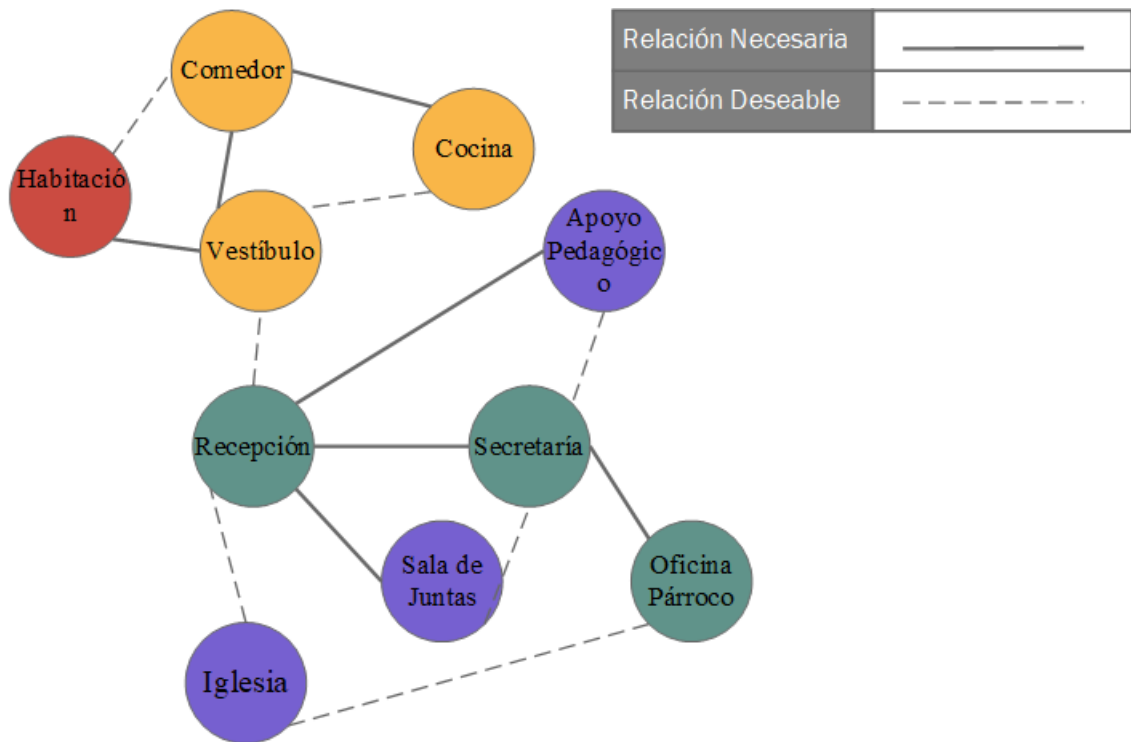 Relación Necesaria
Relación Deseable
Comedor
Cocina
Habitació
n
Vestíbulo
Apoyo
Pedagógic
o
Recepción
Secretaría
Sala de
Juntas
Oficina
Párroco
Iglesia